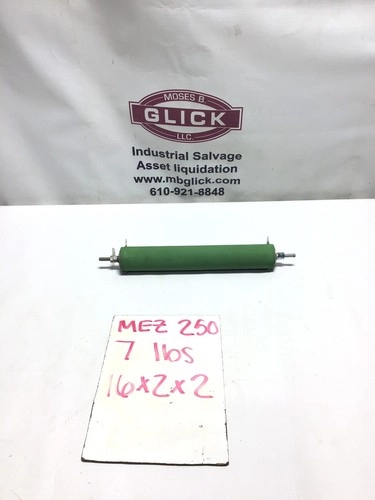 MOSES B.
GLICK
LLC.
Industrial Salvage
Asset liquidation
www.mbglick.com
610-921-8848
MEZ 250
7 lbs
16x2x2